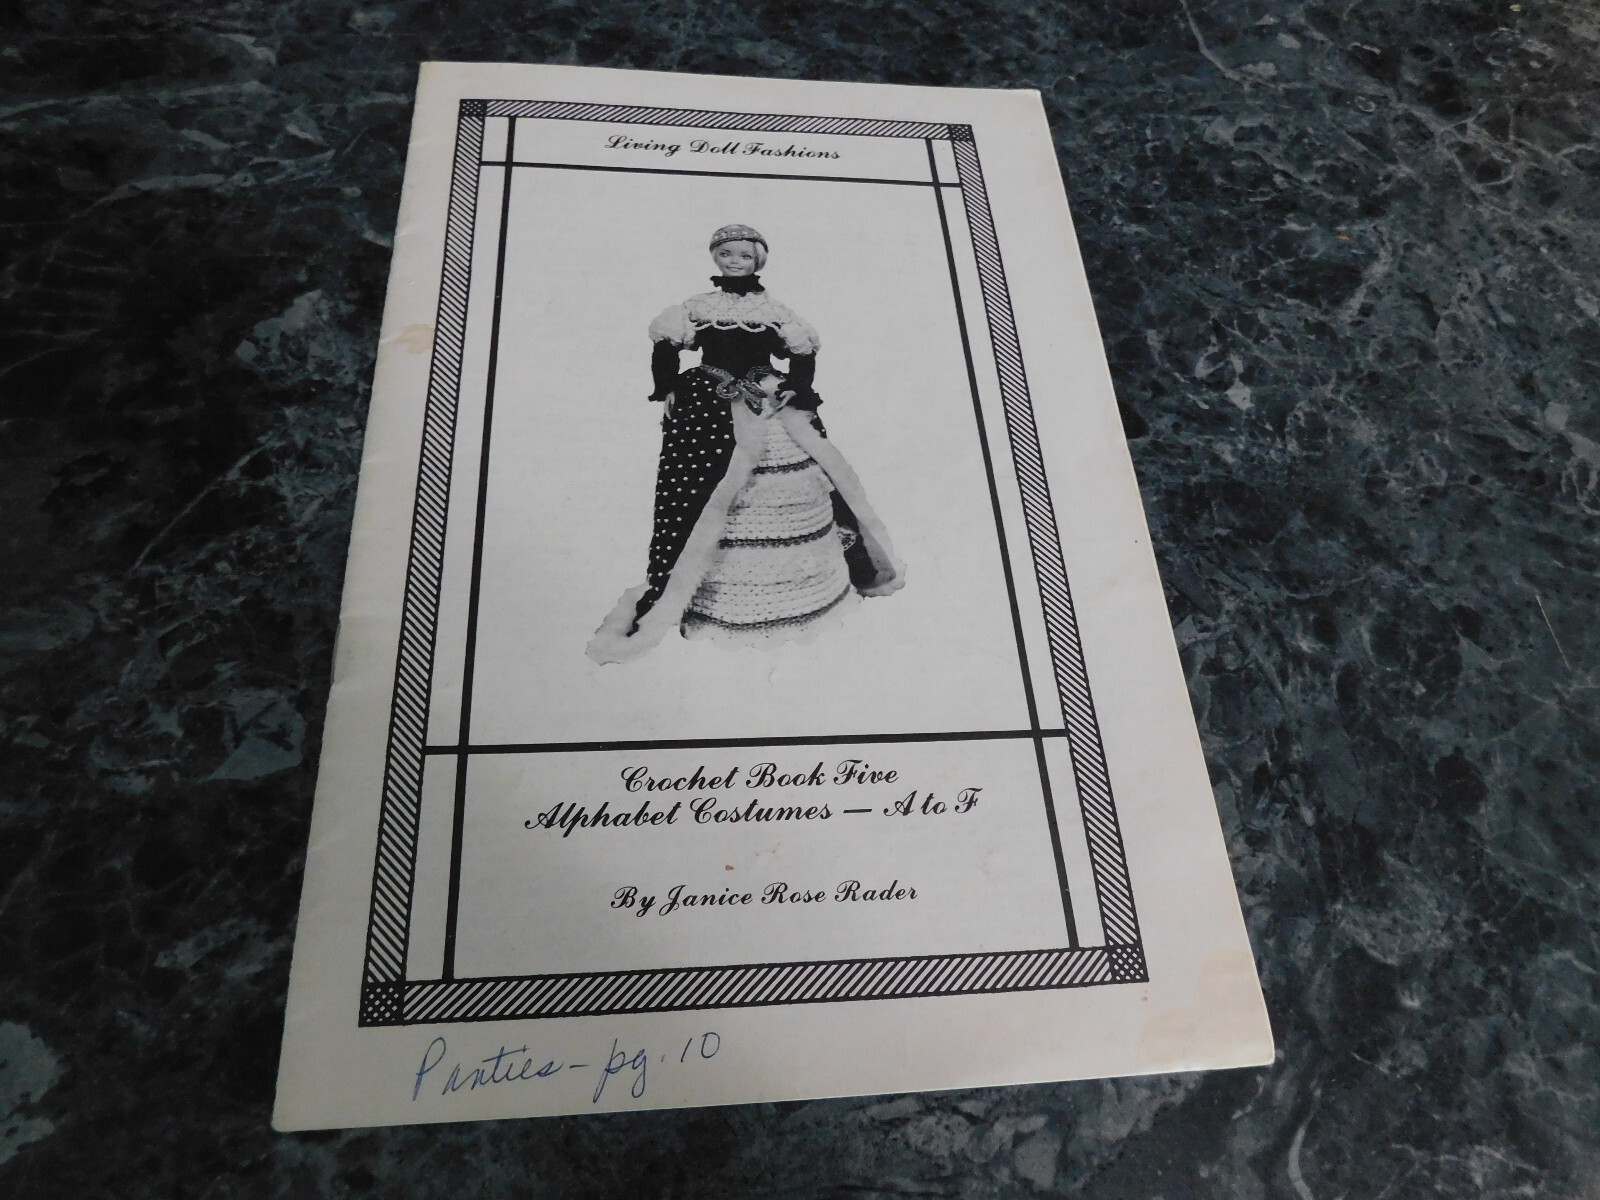 Living Doll Fashions
Crochet Book Five
Alphabet Costumes — A to F
By Janice Rose Rader
Panties - pg. 10